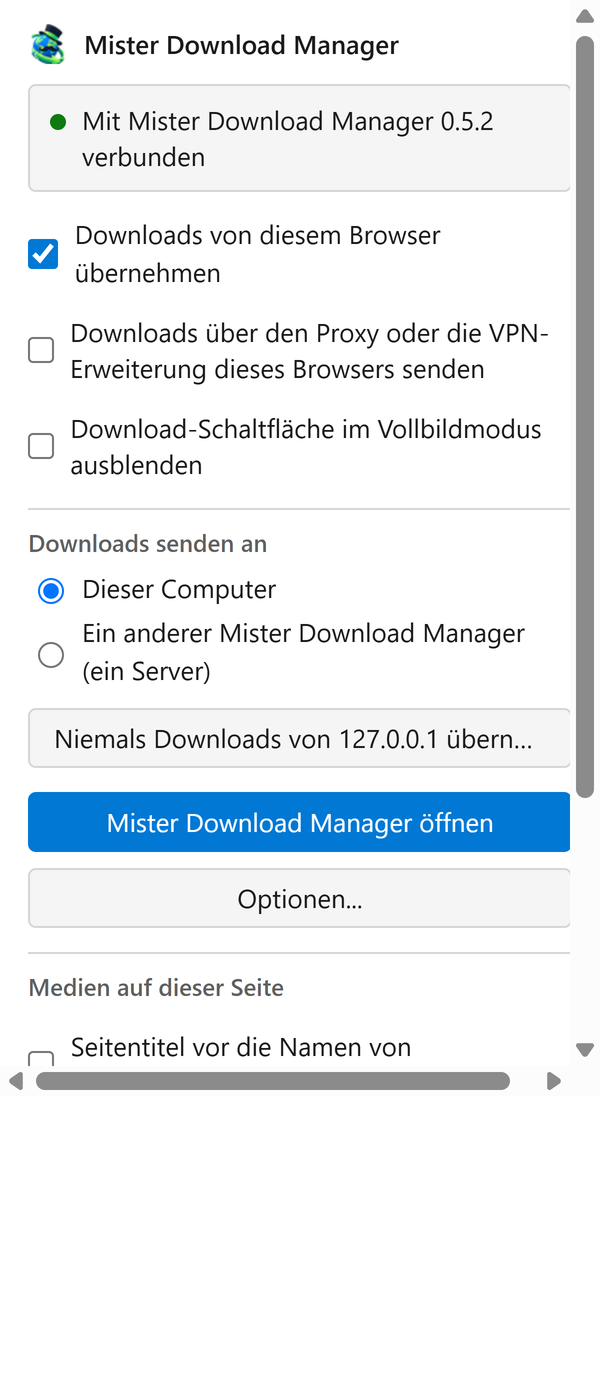 Mister Download Manager
Mit Mister Download Manager 0.5.2
verbunden
Downloads von diesem Browser
übernehmen
Downloads über den Proxy oder die VPN-
Erweiterung dieses Browsers senden
Download-Schaltfläche im Vollbildmodus
ausblenden
Downloads senden an
Dieser Computer
Ein anderer Mister Download Manager
(ein Server)
Niemals Downloads von 127.0.0.1 übern...
Mister Download Manager öffnen
Optionen...
Medien auf dieser Seite
Seitentitel vor die Namen von